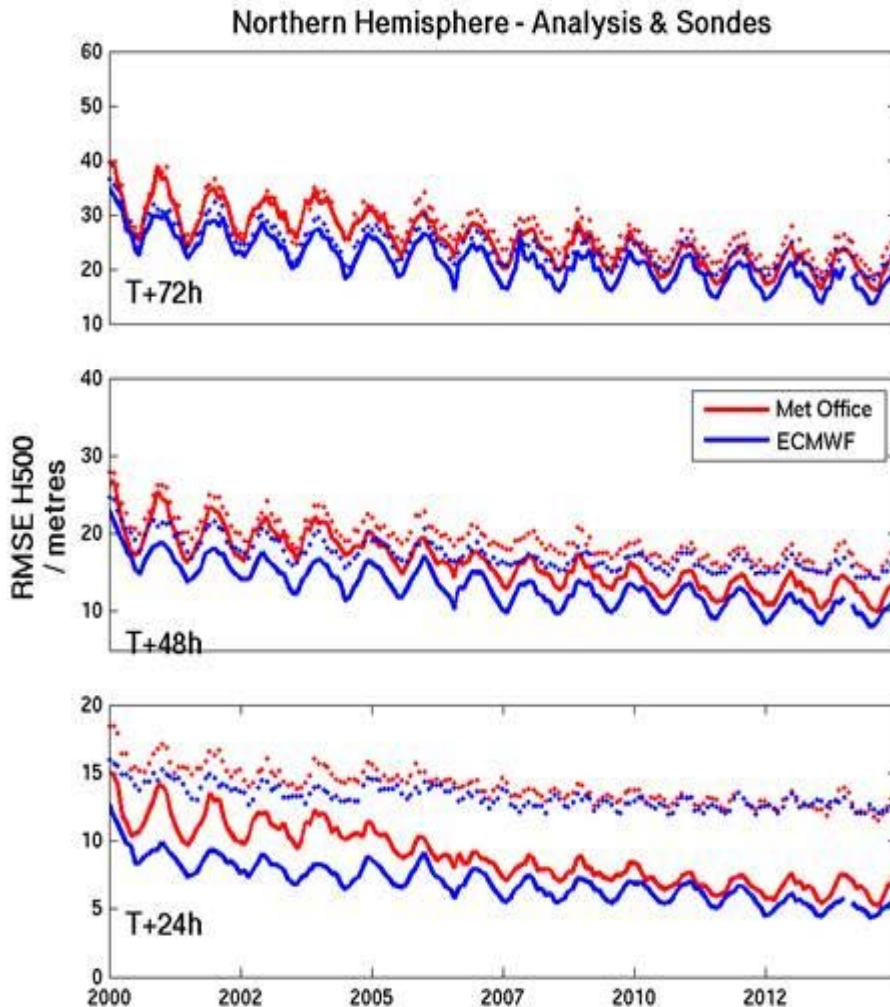 Northern Hemisphere - Analysis & Sondes
60
50
40
30
20
10
T+72h
40
30
20
10
Met Office
ECMWF
T+48h
RMSE H500
/ metres
20
15
10
5
0
T+24h
2000 2002 2005 2007 2010 2012